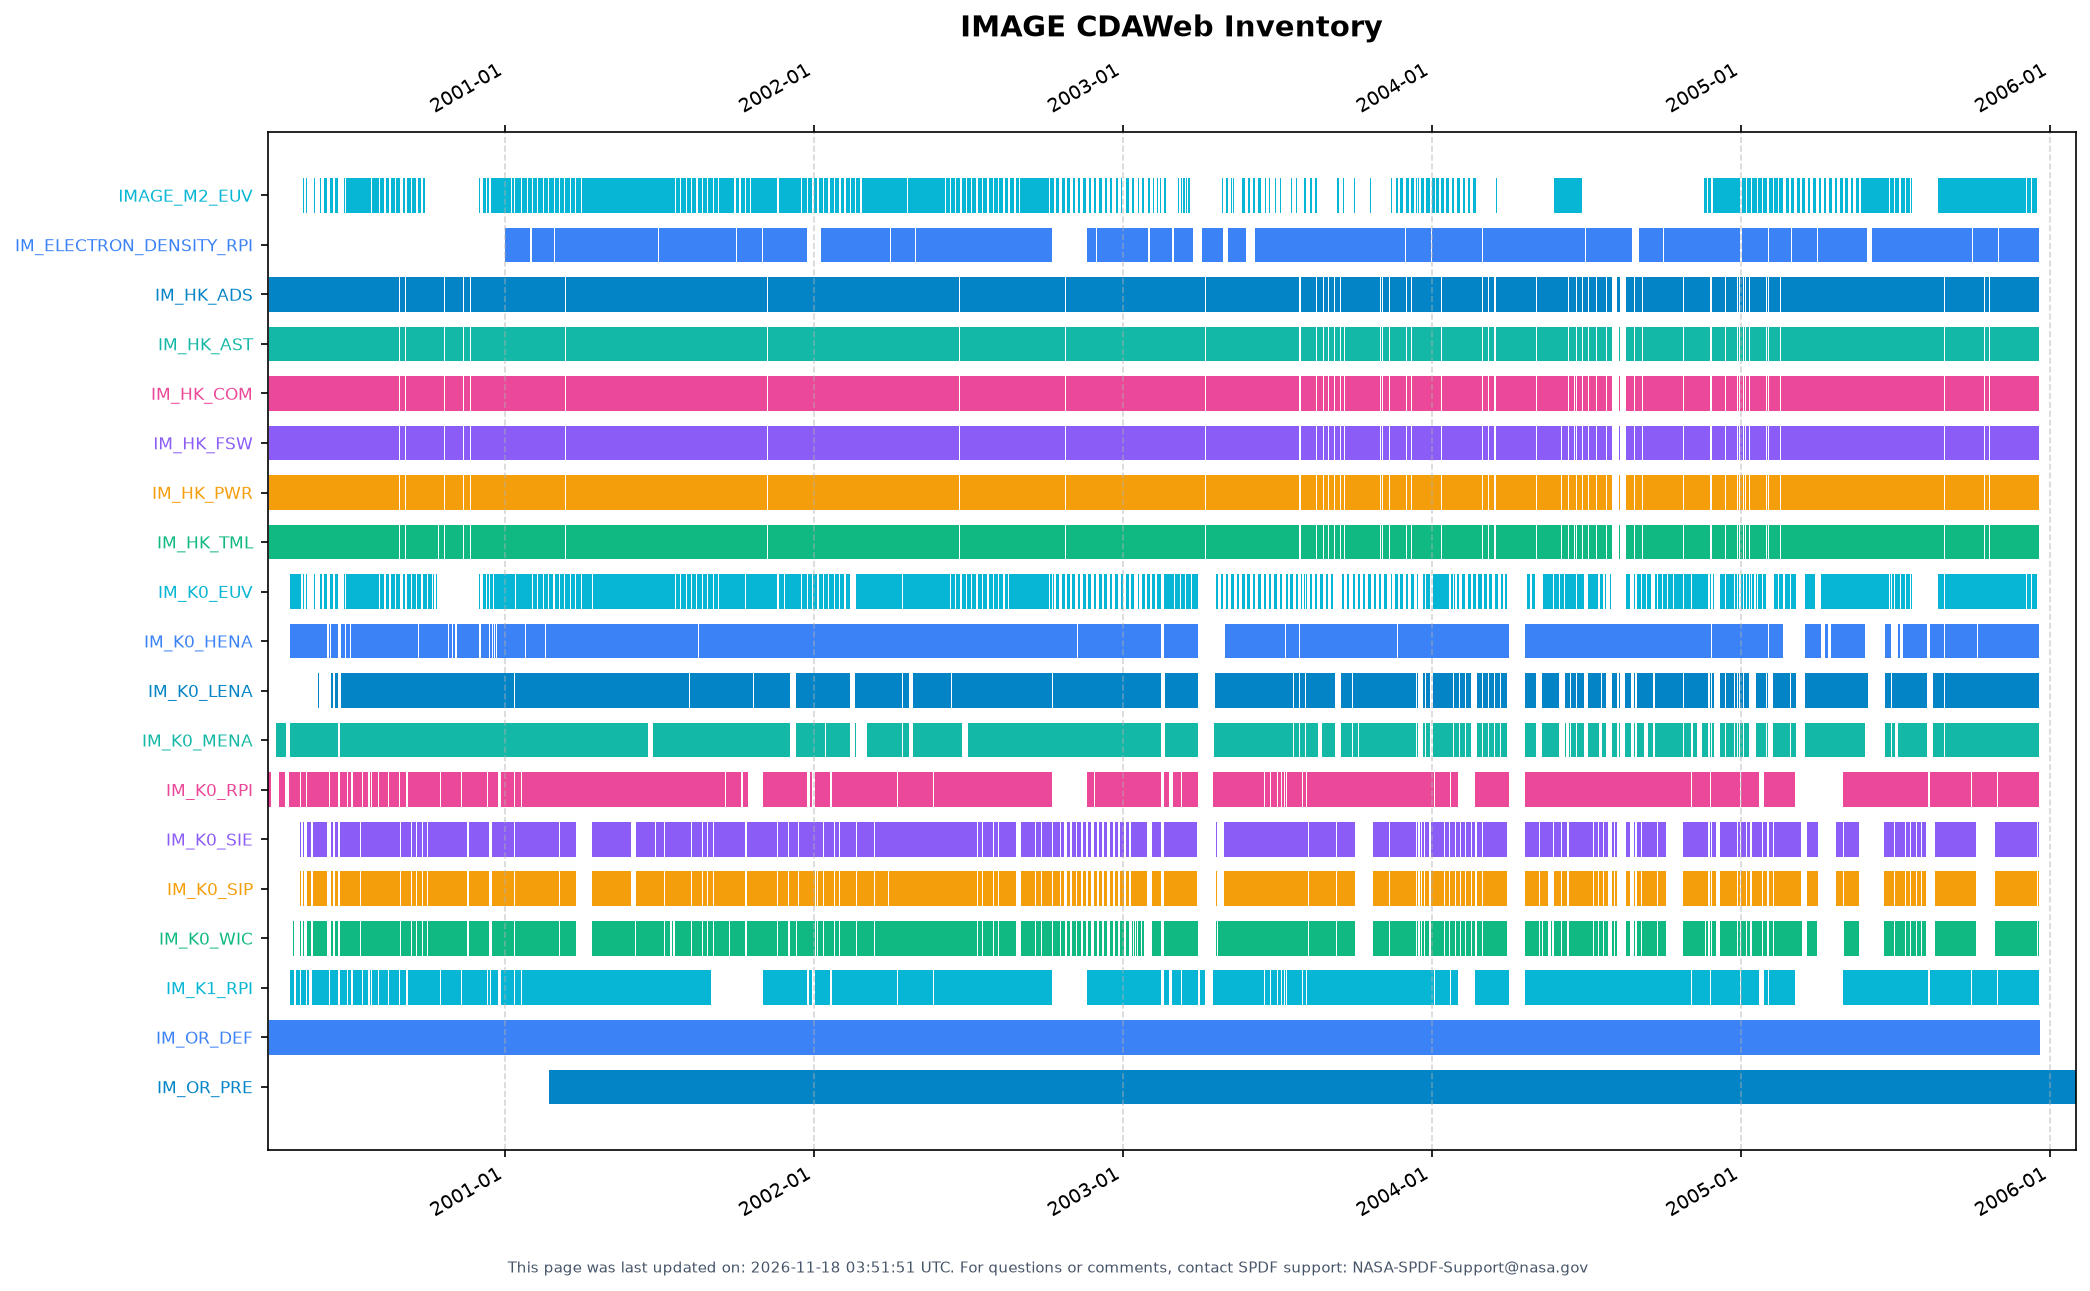 IMAGE CDAWeb Inventory
2001-01
2002-01
2003-01
2004-01
2005-01
2006-01
IMAGE_M2_EUV
IM_ELECTRON_DENSITY_RPI
IM_HK_ADS
IM_HK_AST
IM_HK_COM
IM_HK_FSW
IM_HK_PWR
IM_HK_TML
IM_K0_EUV
IM_K0_HENA
IM_K0_LENA
IM_K0_MENA
IM_K0_RPI
IM_K0_SIE
IM_K0_SIP
IM_K0_WIC
IM_K1_RPI
IM_OR_DEF
IM_OR_PRE
2001-01
2002-01
2003-01
2004-01
2005-01
2006-01
This page was last updated on: 2026-11-18 03:51:51 UTC. For questions or comments, contact SPDF support: NASA-SPDF-Support@nasa.gov